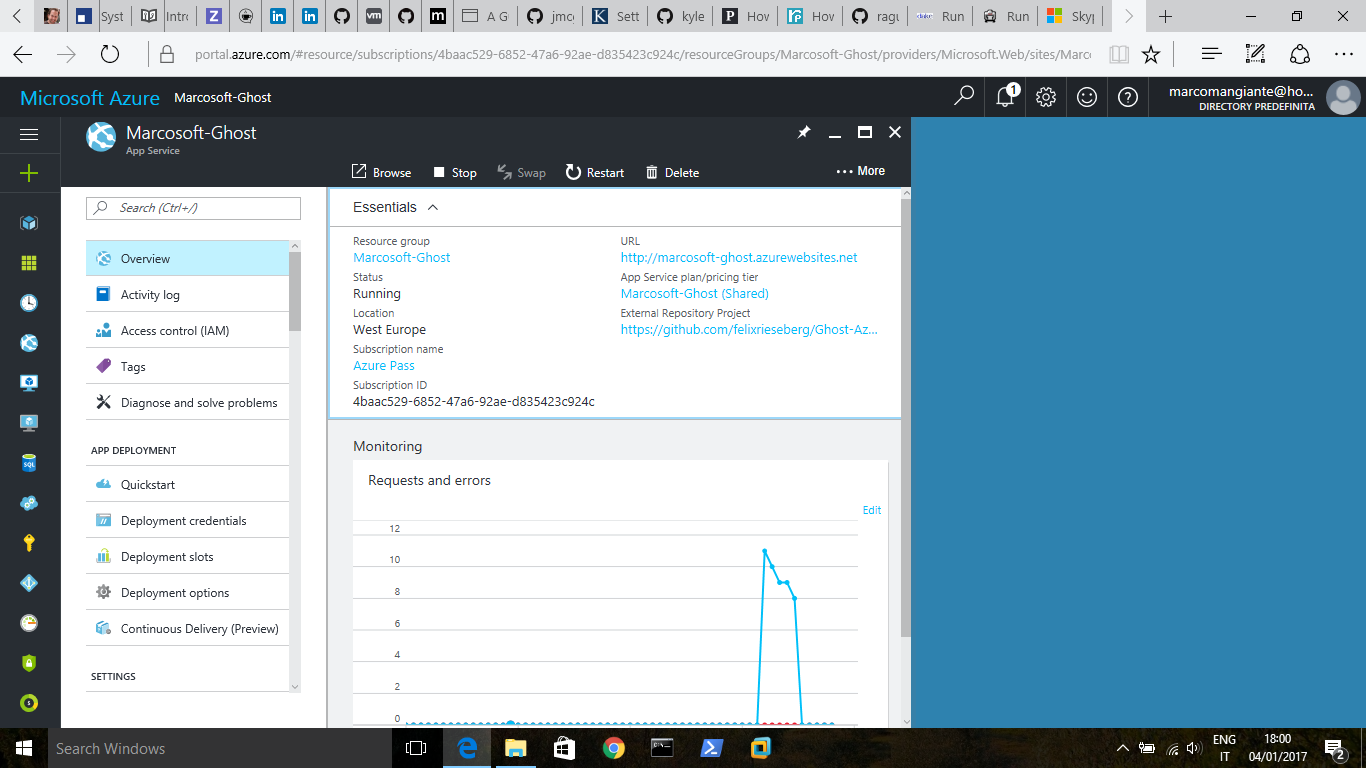 Syst
Intro
A G
jmco
Sett
kyle
How
How
ragu
Run
Run
Skyp
portal.azure.com/#resource/subscriptions/4baac529-6852-47a6-92ae-d835423c924c/resourceGroups/Marcosoft-Ghost/providers/Microsoft.Web/sites/Marco
Microsoft Azure Marcosoft-Ghost
1
marcomangiante@ho...
DIRECTORY PREDEFINITA
Marcosoft-Ghost
App Service
Browse Stop Swap Restart Delete More
Search (Ctrl+/)
Overview
Activity log
Access control (IAM)
Tags
Diagnose and solve problems
APP DEPLOYMENT
Quickstart
Deployment credentials
Deployment slots
Deployment options
Continuous Delivery (Preview)
SETTINGS
Essentials
Resource group
Marcosoft-Ghost
Status
Running
Location
West Europe
Subscription name
Azure Pass
Subscription ID
4baac529-6852-47a6-92ae-d835423c924c
URL
http://marcosoft-ghost.azurewebsites.net
App Service plan/pricing tier
Marcosoft-Ghost (Shared)
External Repository Project
https://github.com/felixrieseberg/Ghost-Az...
Monitoring
Requests and errors
Edit
12
10
8
6
4
2
0
Search Windows
ENG
IT
18:00
04/01/2017
2